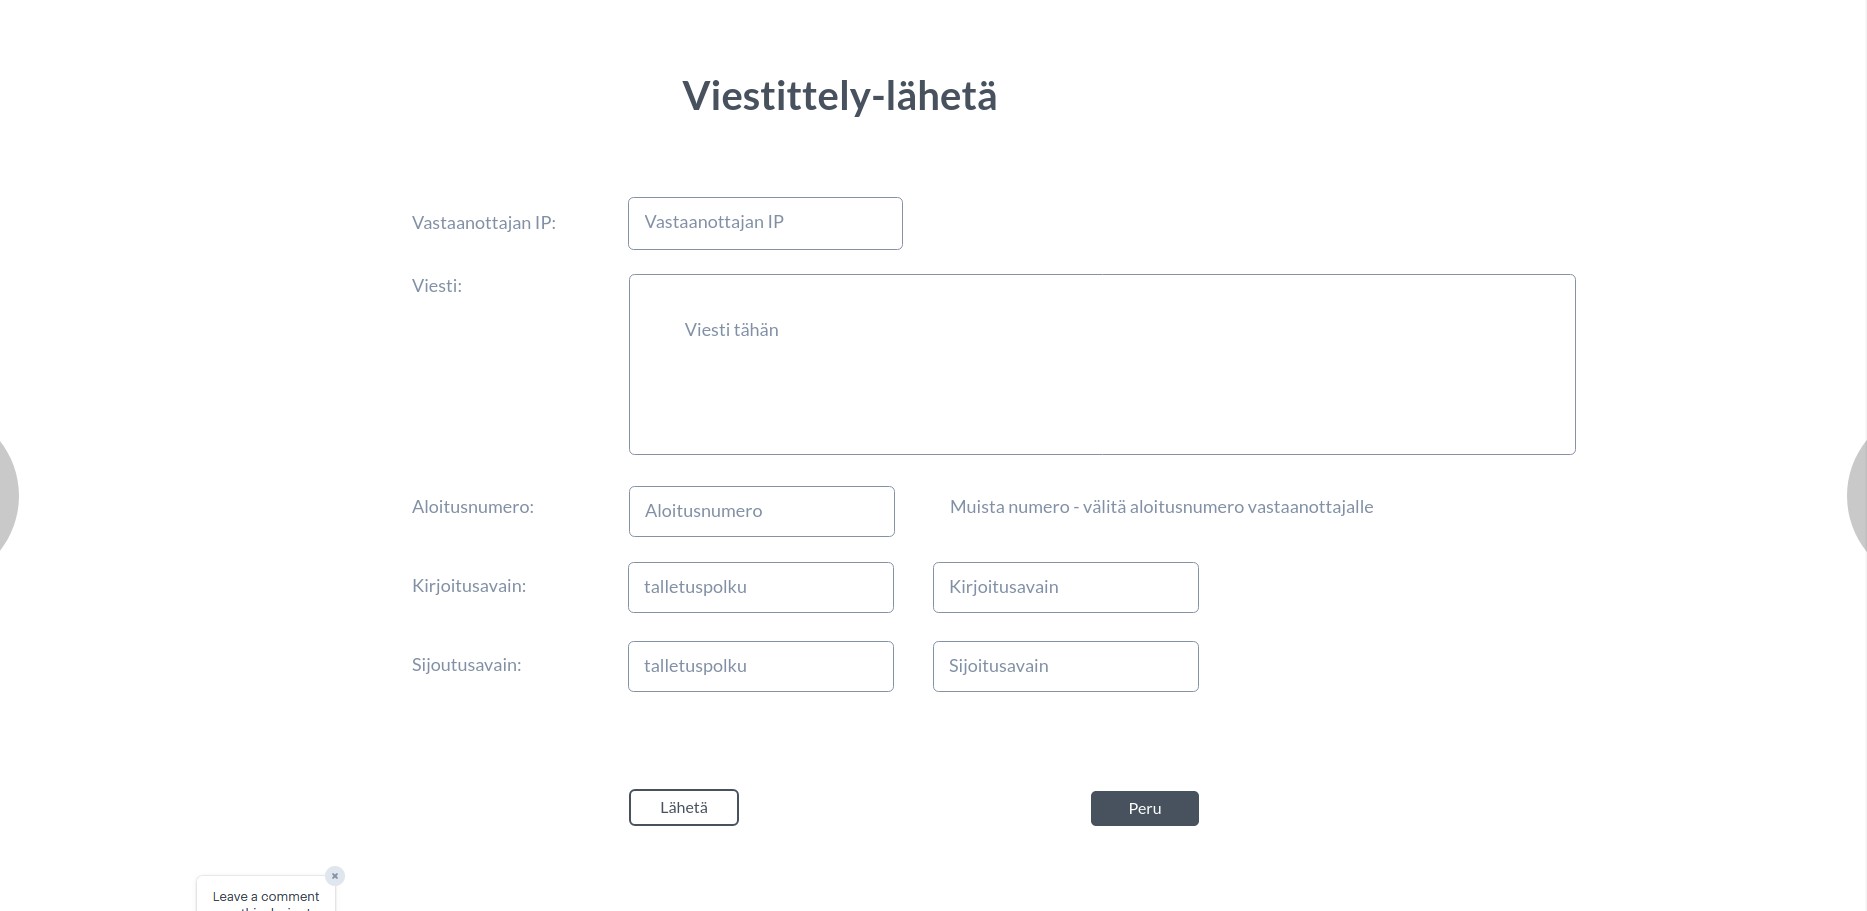 Viestittely-lähetä
Vastaanottajan IP:
Vastaanottajan IP
Viesti:
Viesti tähän
Aloitusnumero:
Aloitusnumero
Muista numero - välitä aloitusnumero vastaanottajalle
Kirjoitusavain:
talletuspolku
Kirjoitusavain
Sijoutusavain:
talletuspolku
Sijoitusavain
Lähetä
Peru
Leave a comment